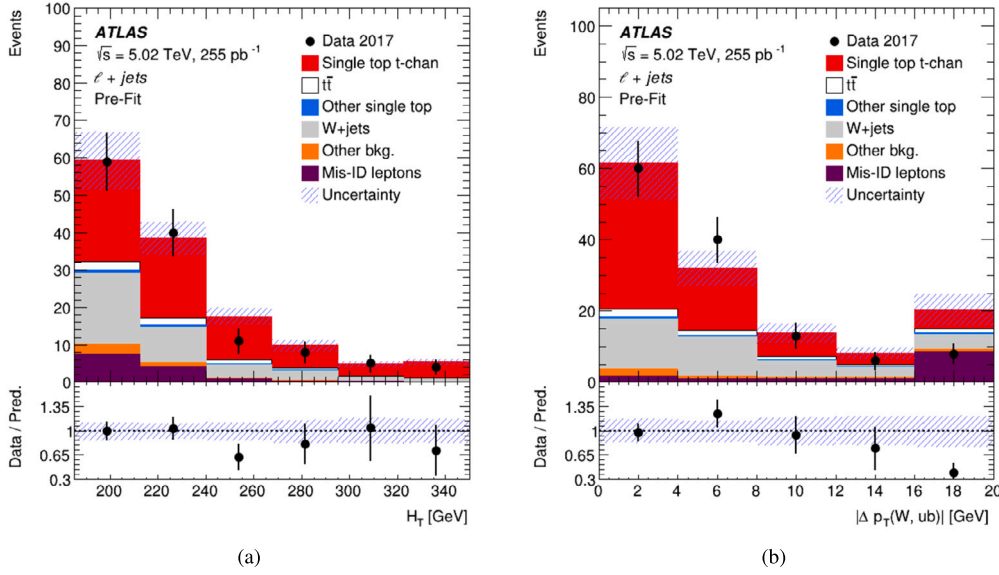 Events
100
90
80
70
60
50
40
30
20
10
0
ATLAS
√s = 5.02 TeV, 255 pb⁻¹
ℓ + jets
Pre-Fit
Data 2017
Single top t-chan
tt̄
Other single top
W+jets
Other bkg.
Mis-ID leptons
Uncertainty
Data / Pred.
1.35
1
0.65
0.3
200 220 240 260 280 300 320 340
H_T [GeV]
(a)
Events
100
80
60
40
20
0
ATLAS
√s = 5.02 TeV, 255 pb⁻¹
ℓ + jets
Pre-Fit
Data 2017
Single top t-chan
tt̄
Other single top
W+jets
Other bkg.
Mis-ID leptons
Uncertainty
Data / Pred.
1.35
1
0.65
0.3
0 2 4 6 8 10 12 14 16 18 20
|Δ p_T(W, ub)| [GeV]
(b)